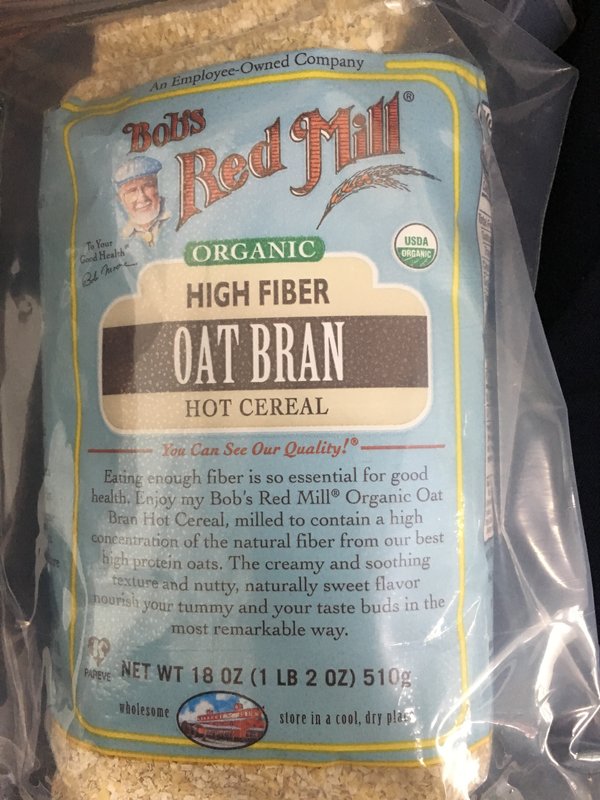 An Employee-Owned Company
Bob's
Red Mill®
To Your
Good Health®
Bob Moore
ORGANIC
USDA
ORGANIC
HIGH FIBER
OAT BRAN
HOT CEREAL
You Can See Our Quality!®
Eating enough fiber is so essential for good
health. Enjoy my Bob's Red Mill® Organic Oat
Bran Hot Cereal, milled to contain a high
concentration of the natural fiber from our best
high protein oats. The creamy and soothing
texture and nutty, naturally sweet flavor
nourish your tummy and your taste buds in the
most remarkable way.
PAREVE
NET WT 18 OZ (1 LB 2 OZ) 510g
wholesome
store in a cool, dry place